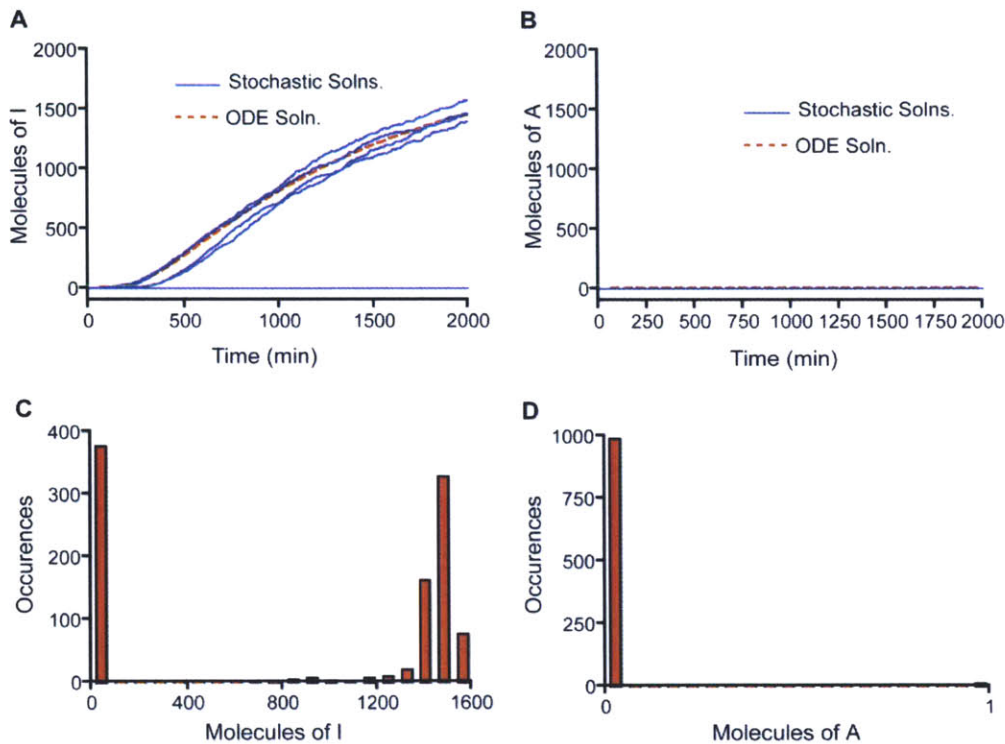 A
2000
1500
1000
500
0
Molecules of I
Stochastic Solns.
ODE Soln.
0 500 1000 1500 2000
Time (min)
B
2000
1500
1000
500
0
Molecules of A
Stochastic Solns.
ODE Soln.
0 250 500 750 1000 1250 1500 1750 2000
Time (min)
C
400
300
200
100
0
Occurences
0 400 800 1200 1600
Molecules of I
D
1000
750
500
250
0
Occurences
0 1
Molecules of A